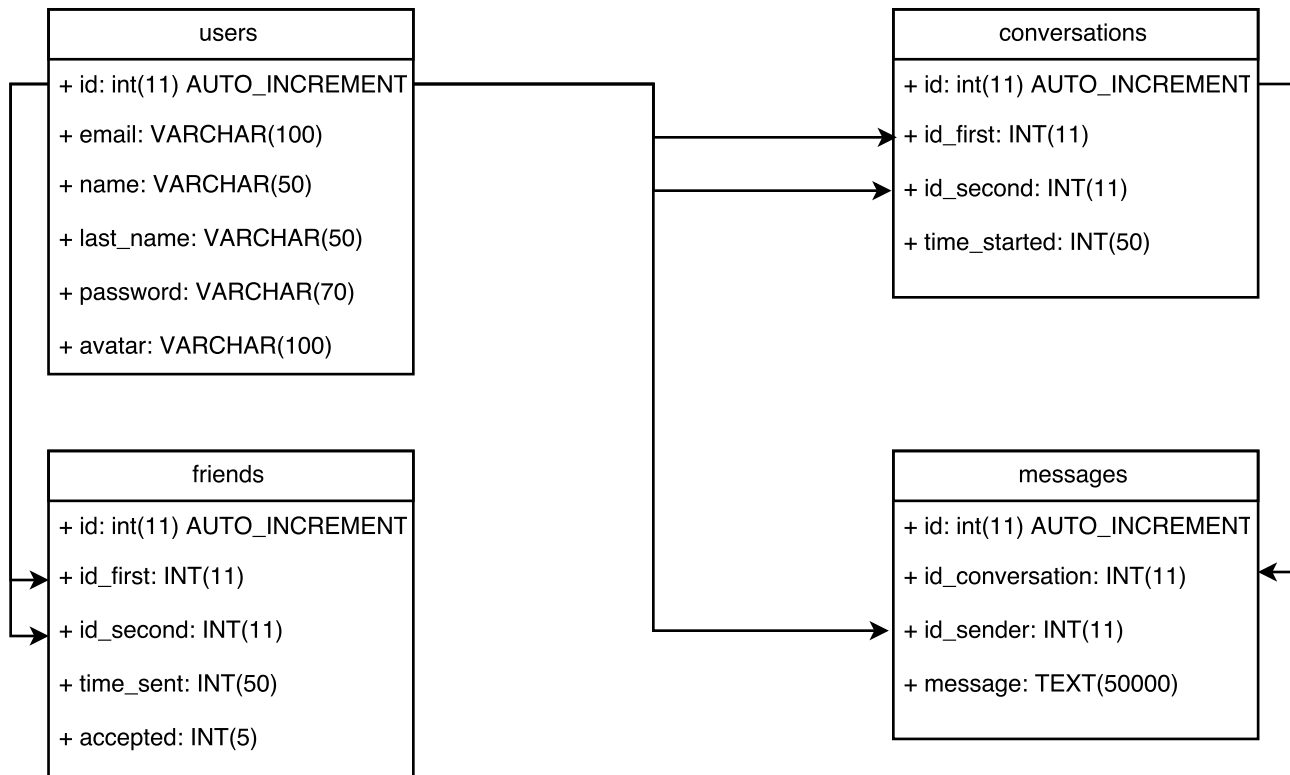 users
+ id: int(11) AUTO_INCREMENT
+ email: VARCHAR(100)
+ name: VARCHAR(50)
+ last_name: VARCHAR(50)
+ password: VARCHAR(70)
+ avatar: VARCHAR(100)
conversations
+ id: int(11) AUTO_INCREMENT
+ id_first: INT(11)
+ id_second: INT(11)
+ time_started: INT(50)
friends
+ id: int(11) AUTO_INCREMENT
+ id_first: INT(11)
+ id_second: INT(11)
+ time_sent: INT(50)
+ accepted: INT(5)
messages
+ id: int(11) AUTO_INCREMENT
+ id_conversation: INT(11)
+ id_sender: INT(11)
+ message: TEXT(50000)